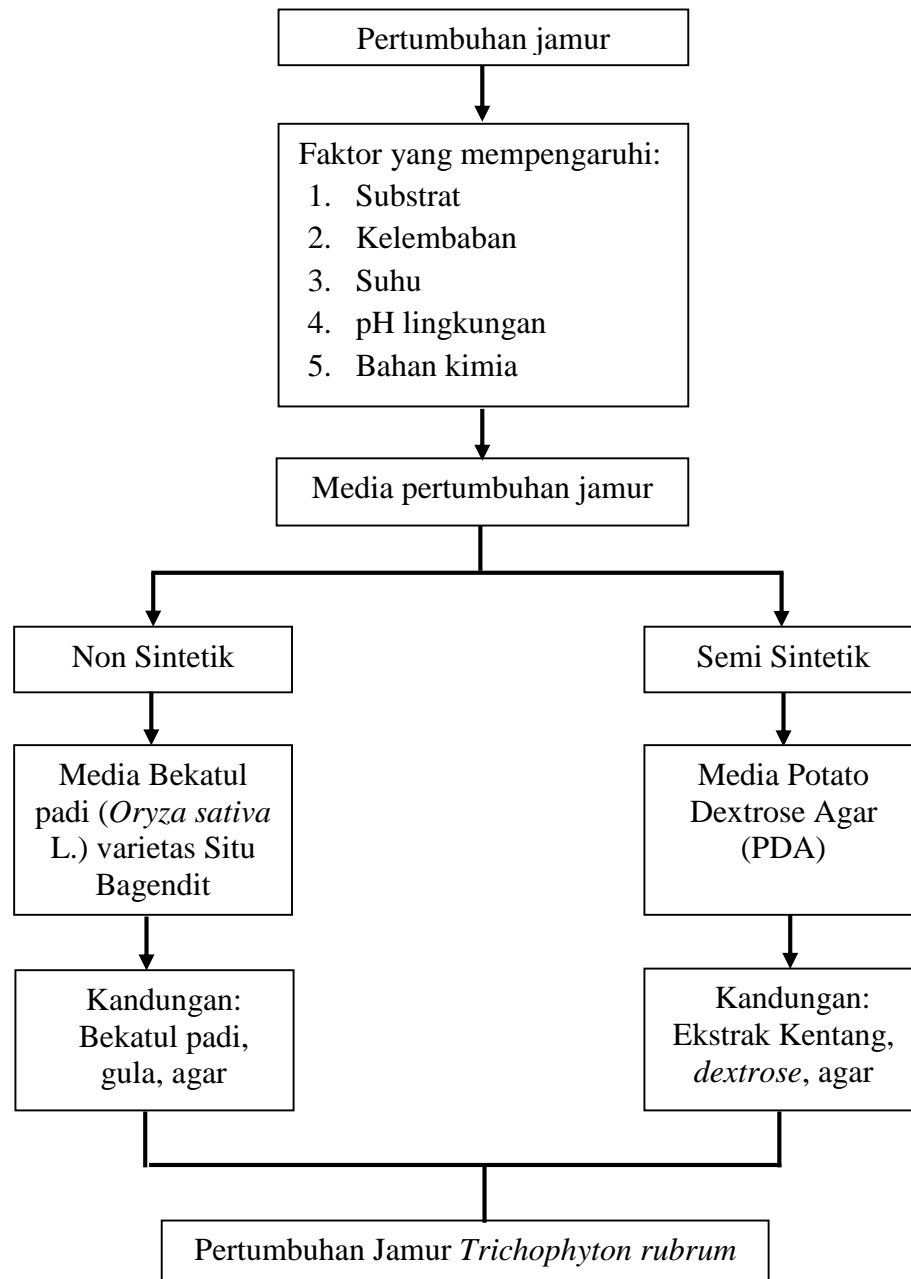 Pertumbuhan jamur
Faktor yang mempengaruhi:
1. Substrat
2. Kelembaban
3. Suhu
4. pH lingkungan
5. Bahan kimia
Media pertumbuhan jamur
Non Sintetik
Semi Sintetik
Media Bekatul
padi (Oryza sativa
L.) varietas Situ
Bagendit
Media Potato
Dextrose Agar
(PDA)
Kandungan:
Bekatul padi,
gula, agar
Kandungan:
Ekstrak Kentang,
dextrose, agar
Pertumbuhan Jamur Trichophyton rubrum